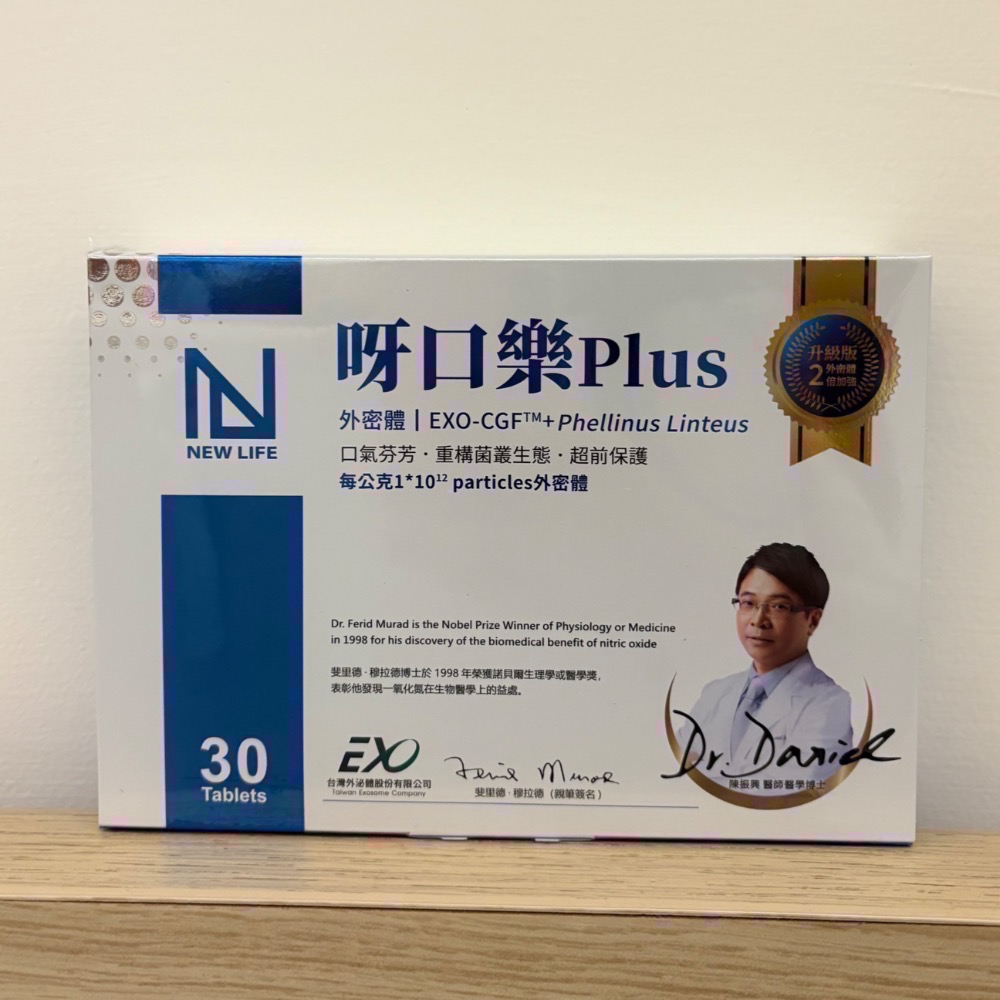 NEW LIFE
呀口樂Plus
外密體 | EXO-CGF™+Phellinus Linteus
口氣芬芳・重構菌叢生態・超前保護
每公克1*10¹² particles外密體
升級版
2外密體
倍加強
Dr. Ferid Murad is the Nobel Prize Winner of Physiology or Medicine
in 1998 for his discovery of the biomedical benefit of nitric oxide
斐里德・穆拉德博士於 1998 年榮獲諾貝爾生理學或醫學獎,
表彰他發現一氧化氮在生物醫學上的益處。
30
Tablets
EXO
台灣外泌體股份有限公司
Taiwan Exosome Company
Ferid Murad
斐里德・穆拉德（親筆簽名）
Dr. Daniel
陳振興 醫師醫學博士